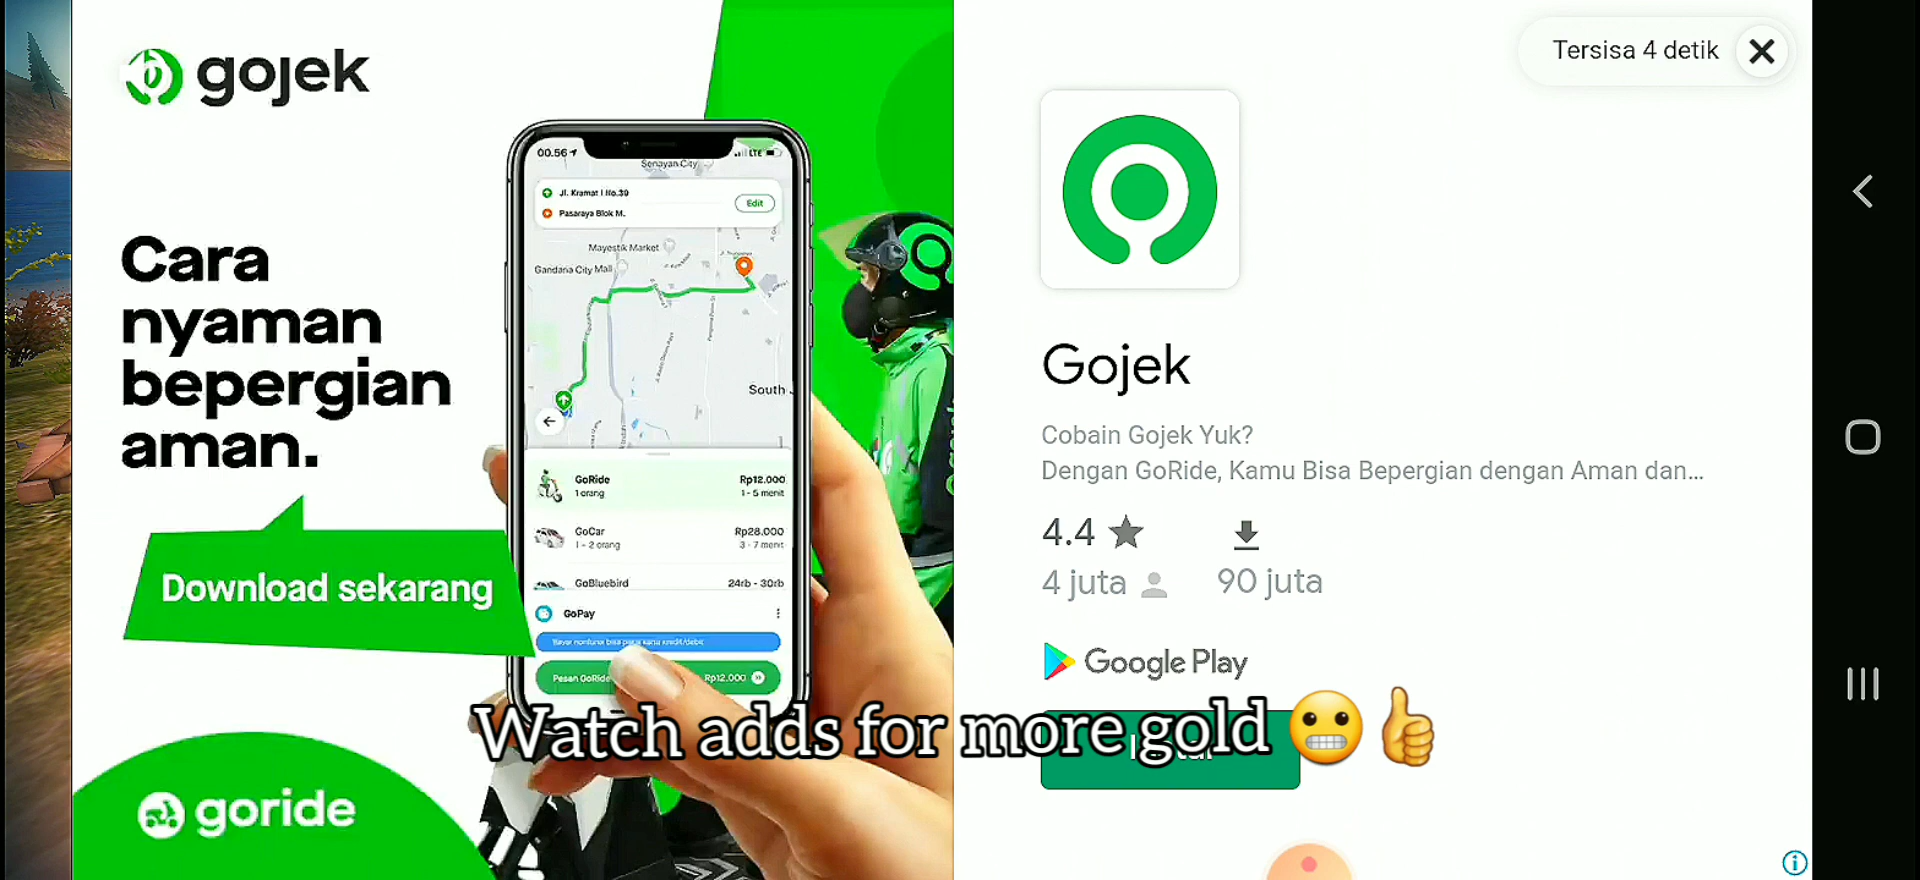 gojek
Cara
nyaman
bepergian
aman.
Download sekarang
goride
00.56
LTE
Senayan City
Jl. Kramat I No.39
Pasaraya Blok M.
Edit
Mayestik Market
Gandaria City Mall
South
GoRide
Rp12.000
1 orang
1 - 5 menit
GoCar
Rp28.000
1 - 2 orang
3 - 7 menit
GoBluebird
24rb - 30rb
GoPay
Pesan GoRide
Rp12.000
Tersisa 4 detik
Gojek
Cobain Gojek Yuk?
Dengan GoRide, Kamu Bisa Bepergian dengan Aman dan...
4.4
4 juta
90 juta
Google Play
Watch adds for more gold 😬👍